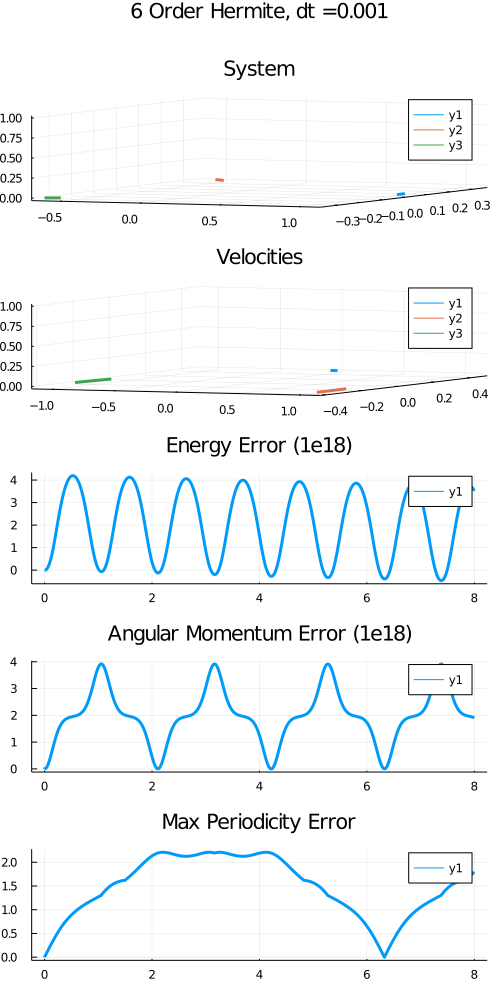 6 Order Hermite, dt =0.001
System
1.00
0.75
0.50
0.25
0.00
y1
y2
y3
−0.5 0.0 0.5 1.0 −0.3 −0.2 −0.1 0.0 0.1 0.2 0.3
Velocities
1.00
0.75
0.50
0.25
0.00
y1
y2
y3
−1.0 −0.5 0.0 0.5 1.0 −0.4 −0.2 0.0 0.2 0.4
Energy Error (1e18)
4
3
2
1
0
y1
0 2 4 6 8
Angular Momentum Error (1e18)
4
3
2
1
0
y1
0 2 4 6 8
Max Periodicity Error
2.0
1.5
1.0
0.5
0.0
y1
0 2 4 6 8